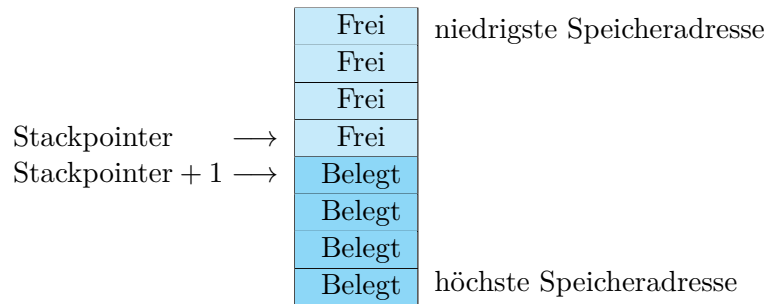 Frei niedrigste Speicheradresse
Frei
Frei
Stackpointer ⟶ Frei
Stackpointer + 1 ⟶ Belegt
Belegt
Belegt
Belegt höchste Speicheradresse